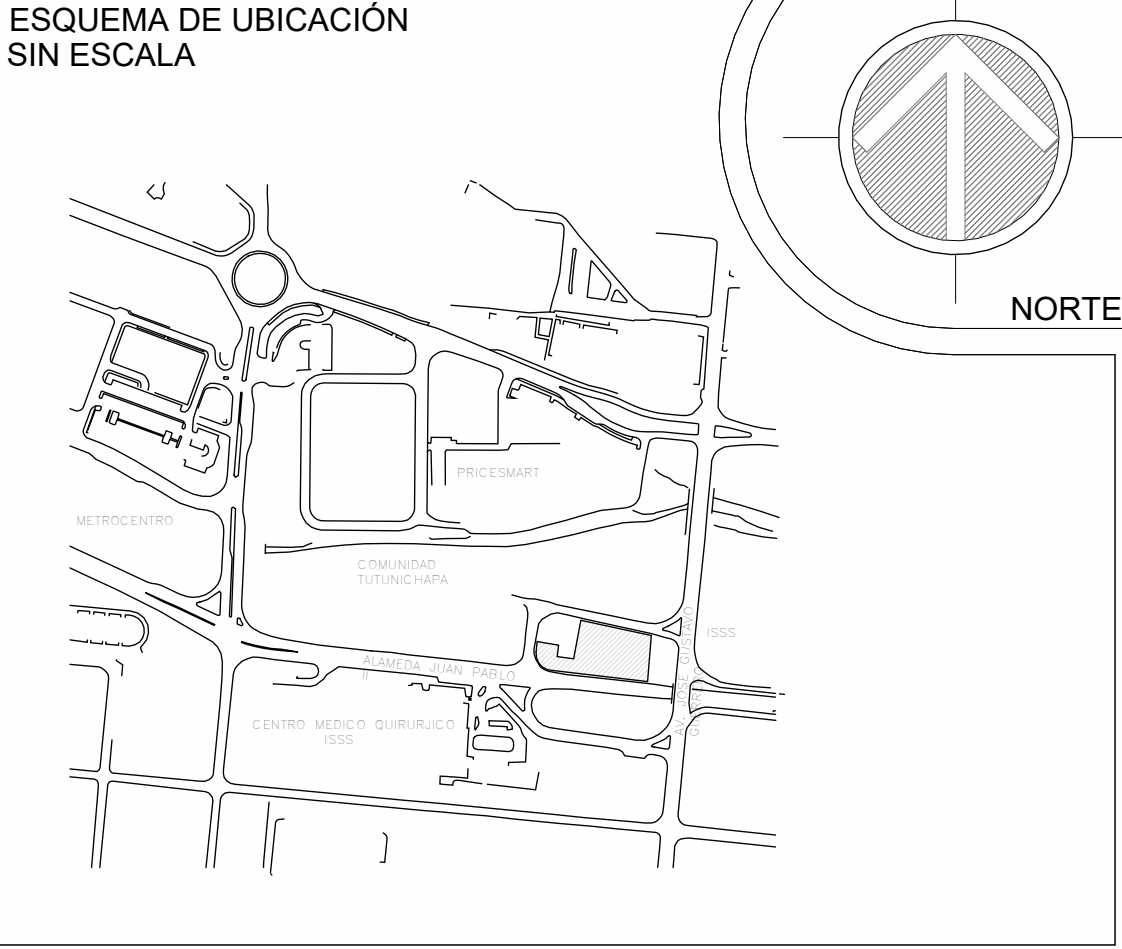 ESQUEMA DE UBICACIÓN
SIN ESCALA
NORTE
PRICESMART
METROCENTRO
COMUNIDAD
TUTUNICHAPA
ISSS
ALAMEDA JUAN PABLO
II
AV. JOSE GUSTAVO
GUERRERO
CENTRO MEDICO QUIRURJICO
ISSS